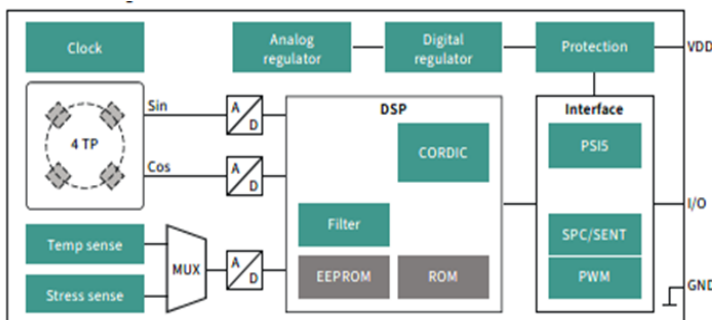 Clock
Analog
regulator
Digital
regulator
Protection
VDD
Sin
A
D
DSP
Interface
4 TP
CORDIC
PSI5
Cos
A
D
I/O
Filter
SPC/SENT
Temp sense
MUX
A
D
EEPROM
ROM
PWM
Stress sense
GND